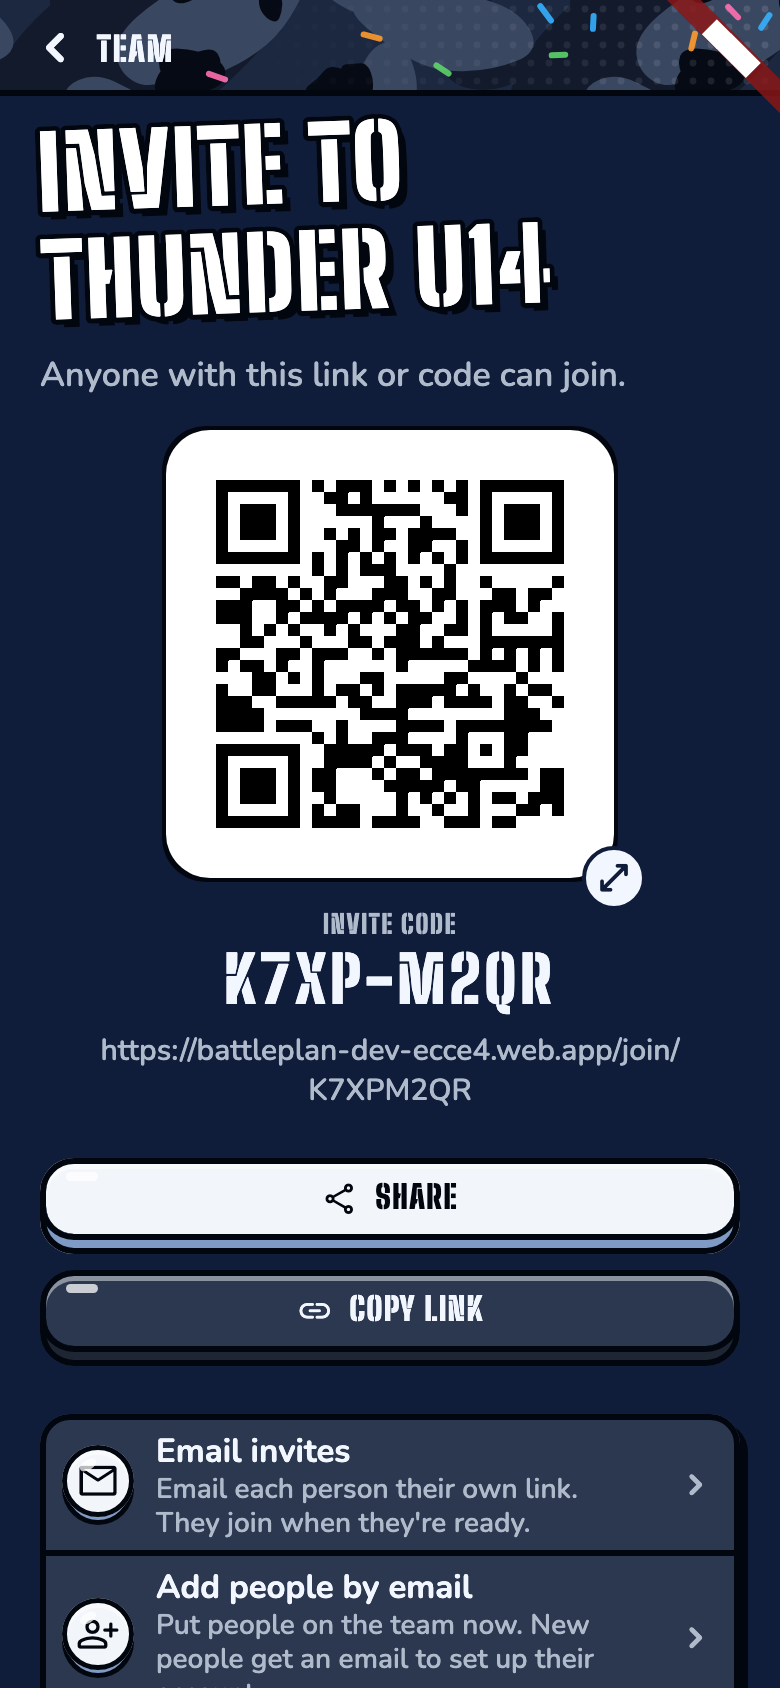 TEAM
INVITE TO
THUNDER U14
Anyone with this link or code can join.
INVITE CODE
K7XP-M2QR
https://battleplan-dev-ecce4.web.app/join/
K7XPM2QR
SHARE
COPY LINK
Email invites
Email each person their own link.
They join when they're ready.
Add people by email
Put people on the team now. New
people get an email to set up their